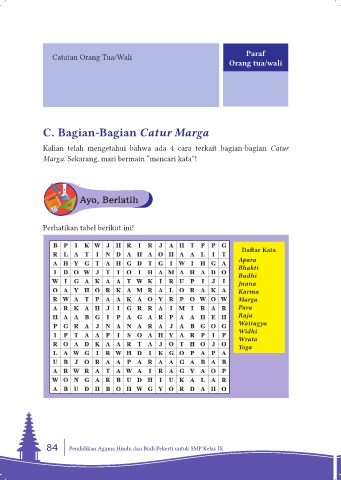 Catatan Orang Tua/Wali
Paraf
Orang tua/wali
C. Bagian-Bagian Catur Marga
Kalian telah mengetahui bahwa ada 4 cara terkait bagian-bagian Catur
Marga. Sekarang, mari bermain "mencari kata"!
Ayo, Berlatih
Perhatikan tabel berikut ini!
B P I K W J H R I R J A H T P P G
R L A T I N D A H A O H A A L I T
A H Y G T A H G D T G I W I H G A
I D O W J T I O I H A M A H A D O
W I G A K A A T W K I R U P I J I
O A Y H O R K A M R A L O R A K A
R W A T P A A K A O Y R P O W O W
A R K A H J I G R R A I M I R A R
H A A B G I P A G A R P A A H E H
P G R A J N A N A R A J A B G O G
I P T A A P I S O A H Y A R P I P
R O A D K A A R T A J O T H O J O
L A W G I R W H D I K G O P A P A
U B J O R A A P A R A A G A B A B
A R W R A T A W A I R A G Y A O P
W O N G A R B U D H I U K A L A R
A B U D H B O H W G Y O R D A H O
Daftar Kata
Apara
Bhakti
Budhi
Jnana
Karma
Marga
Para
Raja
Wairagya
Widhi
Wrata
Yoga
84 Pendidikan Agama Hindu dan Budi Pekerti untuk SMP Kelas IX